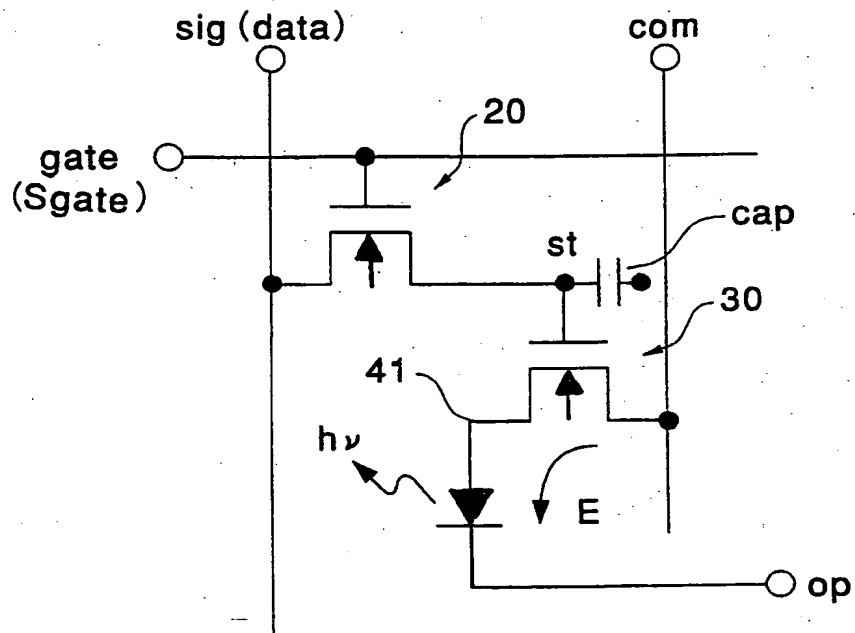 sig (data)
com
20
gate
(Sgate)
cap
st
30
41
hν
E
op